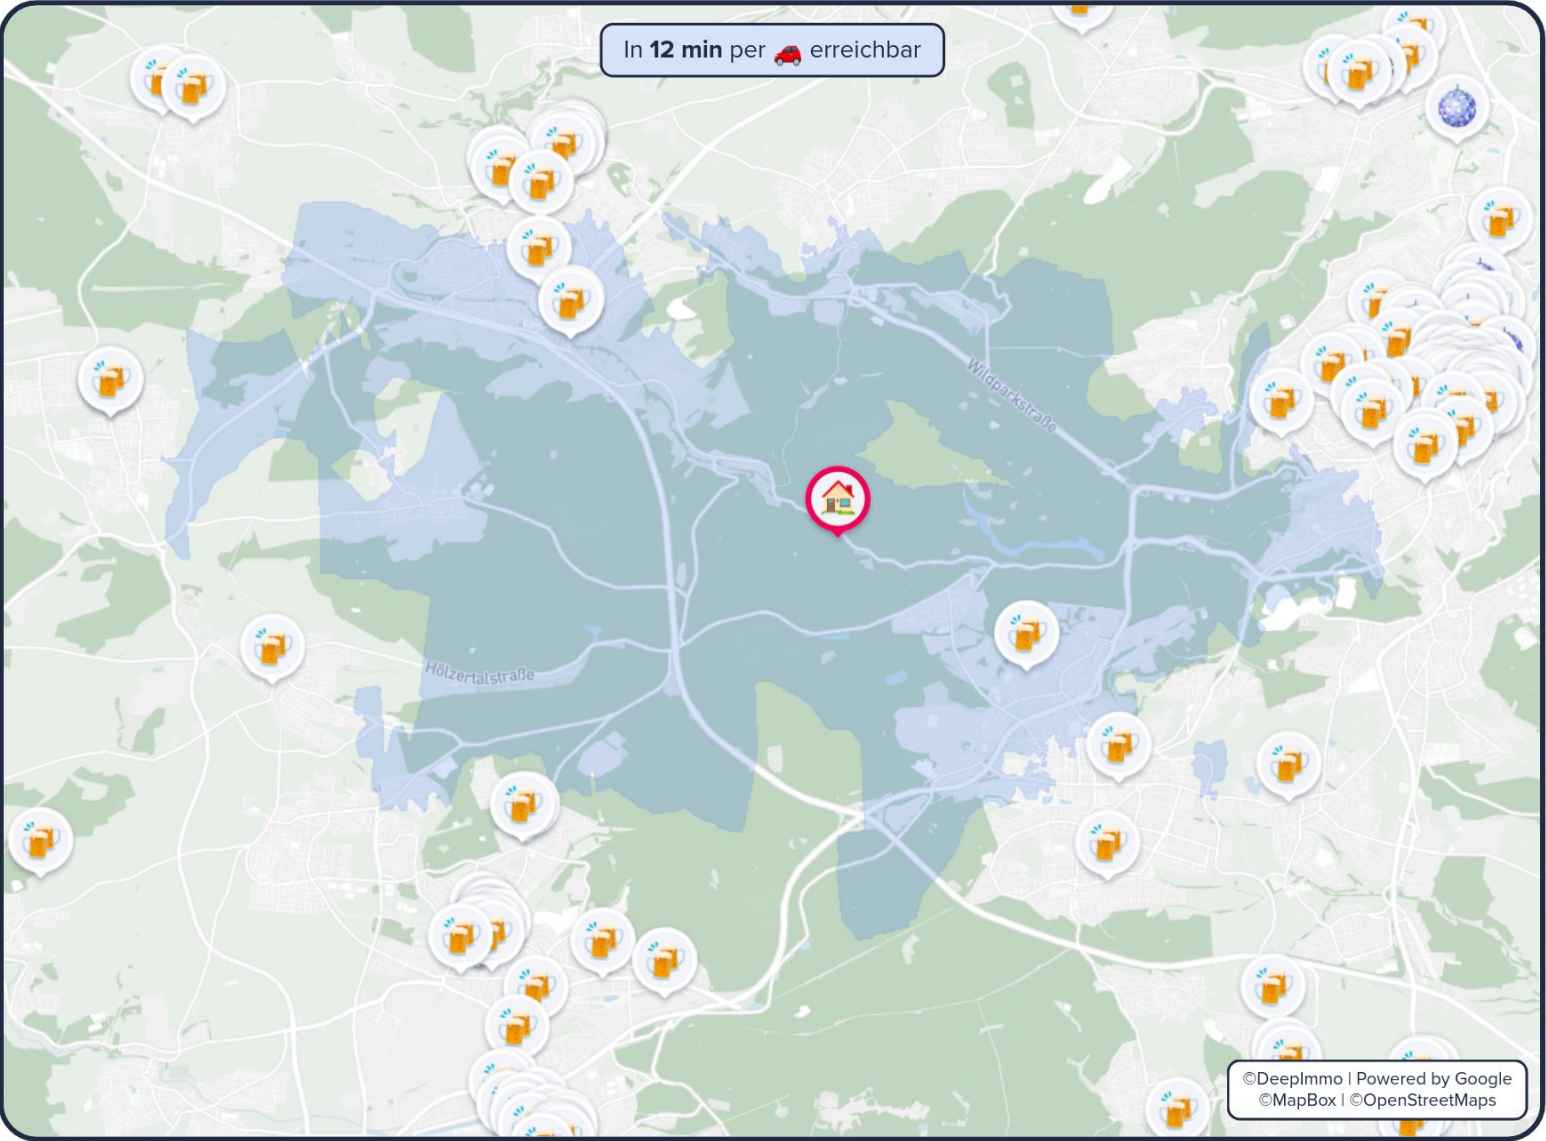 In 12 min per 🚗 erreichbar
Wildparkstraße
Hölzertalstraße
©DeepImmo | Powered by Google
©MapBox | ©OpenStreetMaps